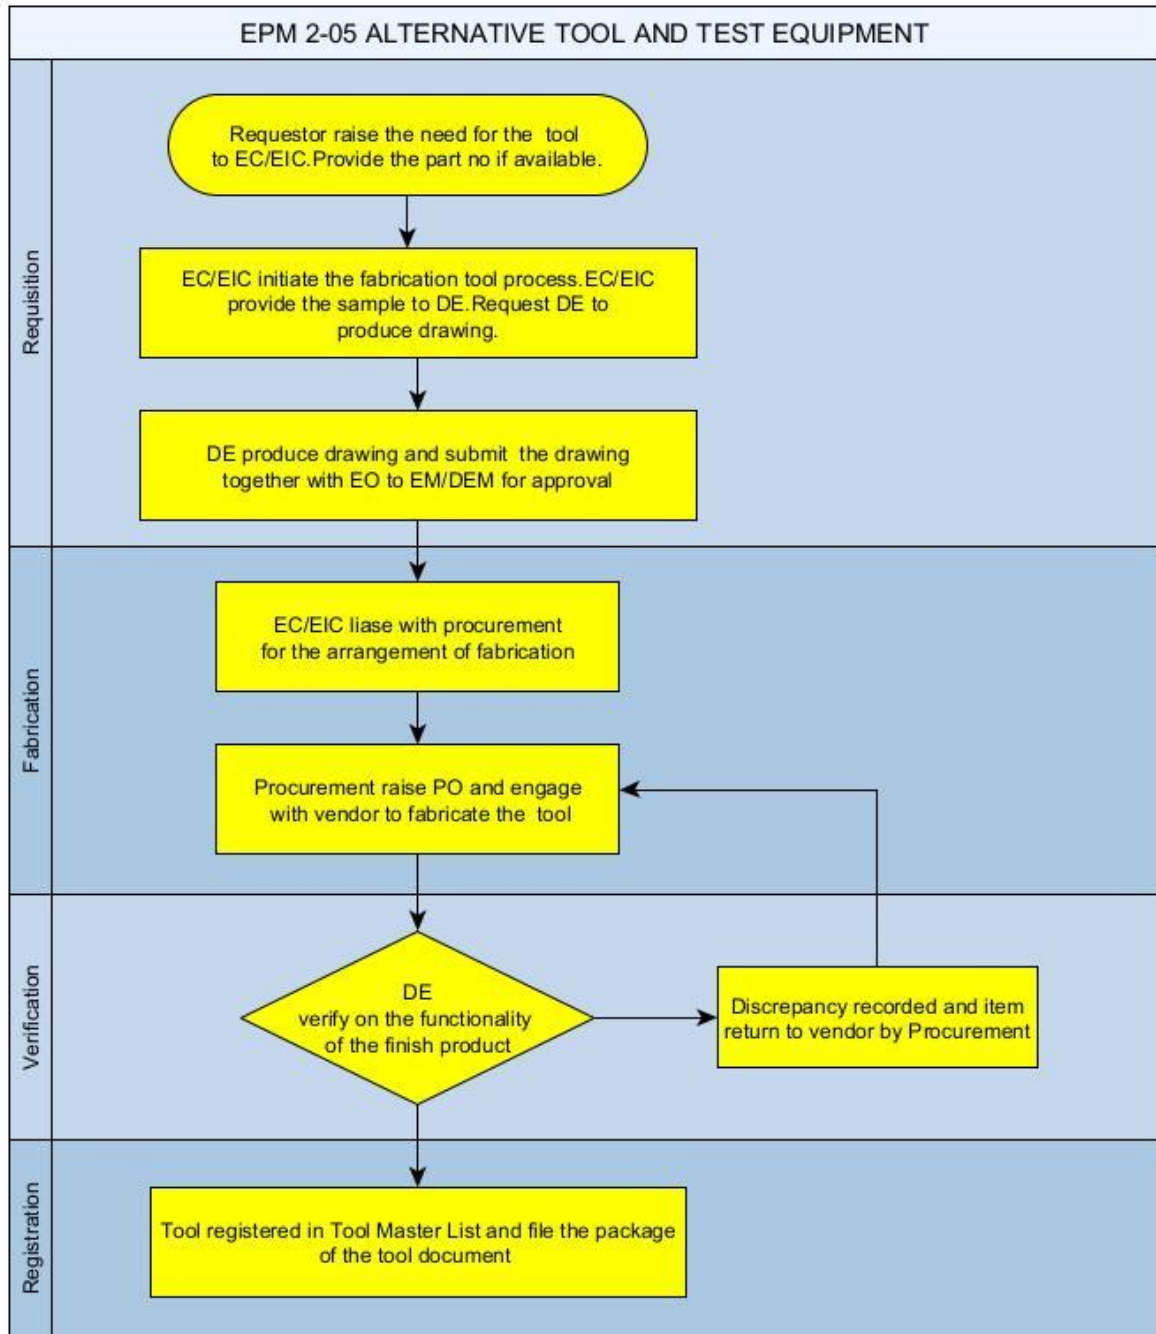 EPM 2-05 ALTERNATIVE TOOL AND TEST EQUIPMENT
Requisition
Requestor raise the need for the tool
to EC/EIC.Provide the part no if available.
EC/EIC initiate the fabrication tool process.EC/EIC
provide the sample to DE.Request DE to
produce drawing.
DE produce drawing and submit the drawing
together with EO to EM/DEM for approval
Fabrication
EC/EIC liase with procurement
for the arrangement of fabrication
Procurement raise PO and engage
with vendor to fabricate the tool
Verification
DE
verify on the functionality
of the finish product
Discrepancy recorded and item
return to vendor by Procurement
Registration
Tool registered in Tool Master List and file the package
of the tool document